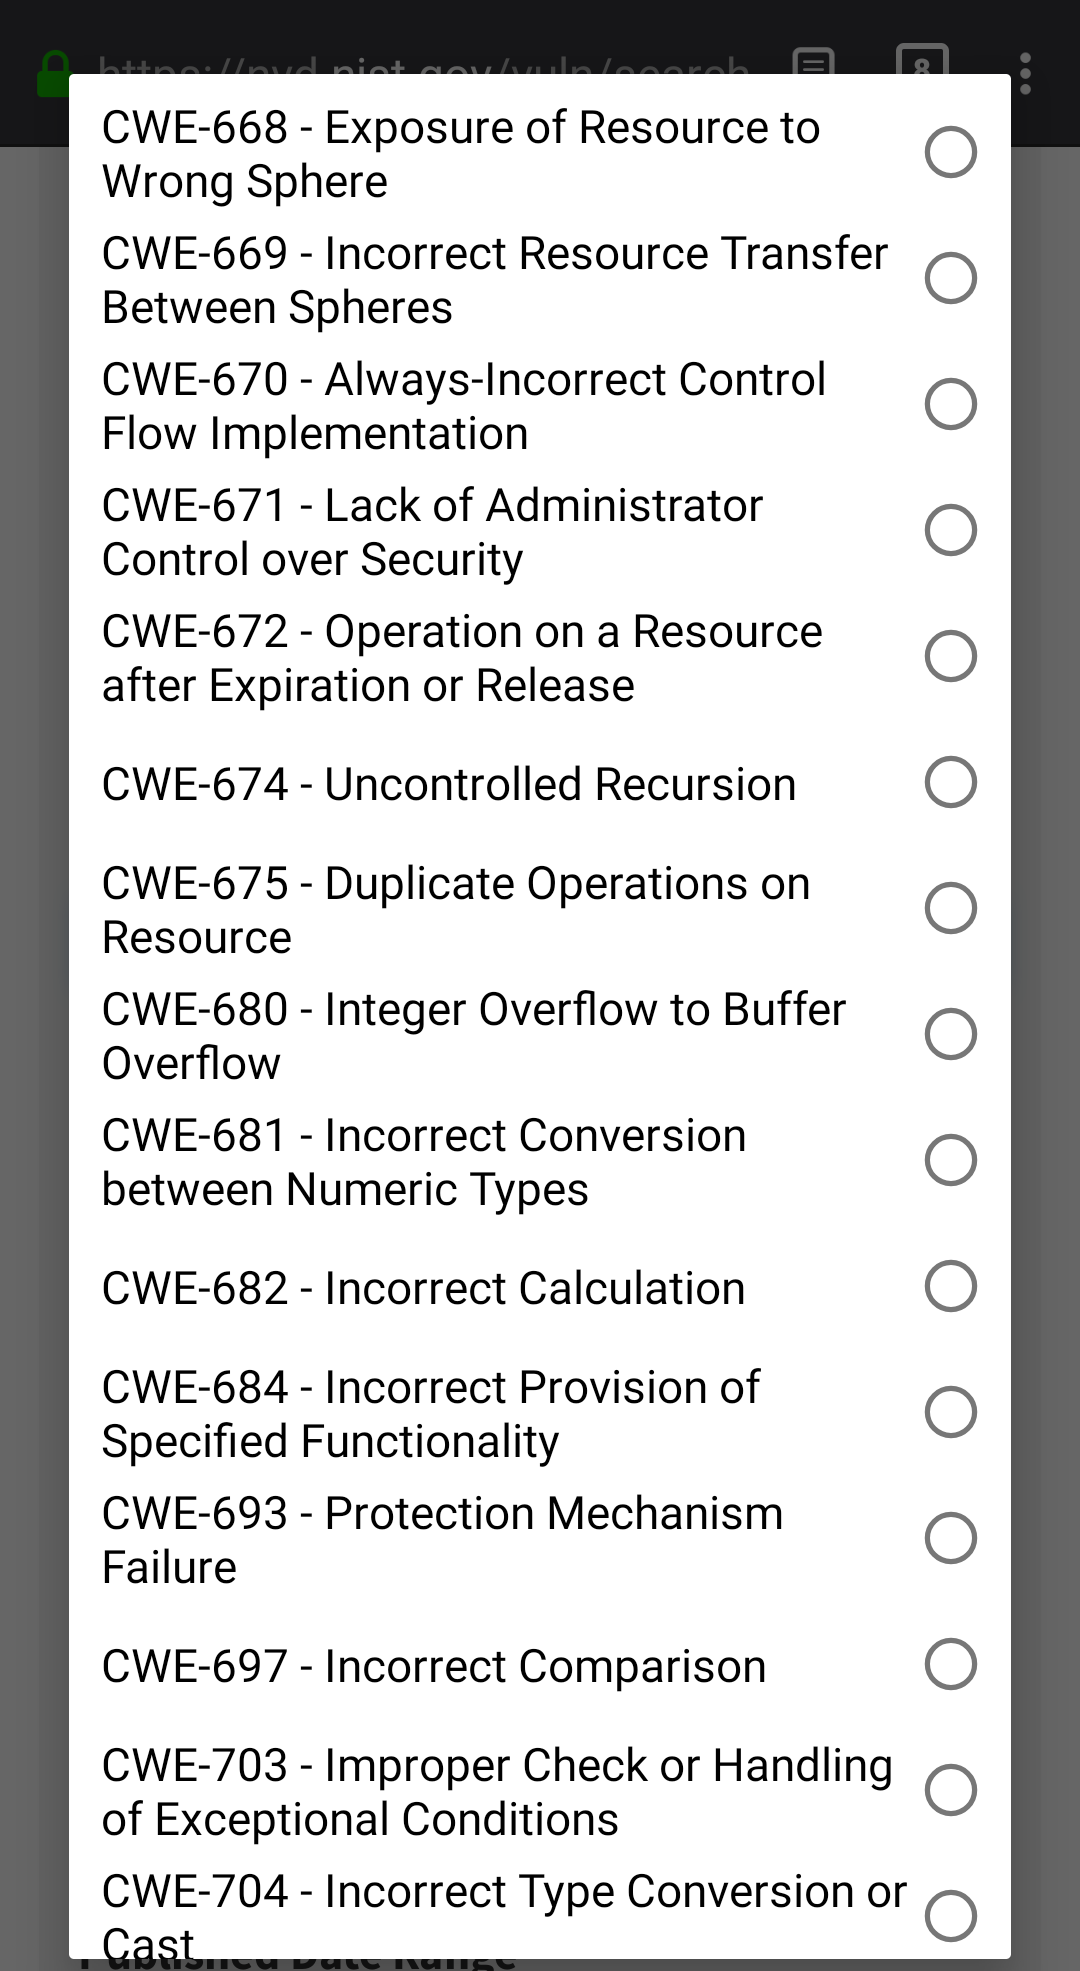 https://nvd.nist.gov/vuln/search
8
CWE-668 - Exposure of Resource to
Wrong Sphere
CWE-669 - Incorrect Resource Transfer
Between Spheres
CWE-670 - Always-Incorrect Control
Flow Implementation
CWE-671 - Lack of Administrator
Control over Security
CWE-672 - Operation on a Resource
after Expiration or Release
CWE-674 - Uncontrolled Recursion
CWE-675 - Duplicate Operations on
Resource
CWE-680 - Integer Overflow to Buffer
Overflow
CWE-681 - Incorrect Conversion
between Numeric Types
CWE-682 - Incorrect Calculation
CWE-684 - Incorrect Provision of
Specified Functionality
CWE-693 - Protection Mechanism
Failure
CWE-697 - Incorrect Comparison
CWE-703 - Improper Check or Handling
of Exceptional Conditions
CWE-704 - Incorrect Type Conversion or
Cast
Published Date Range